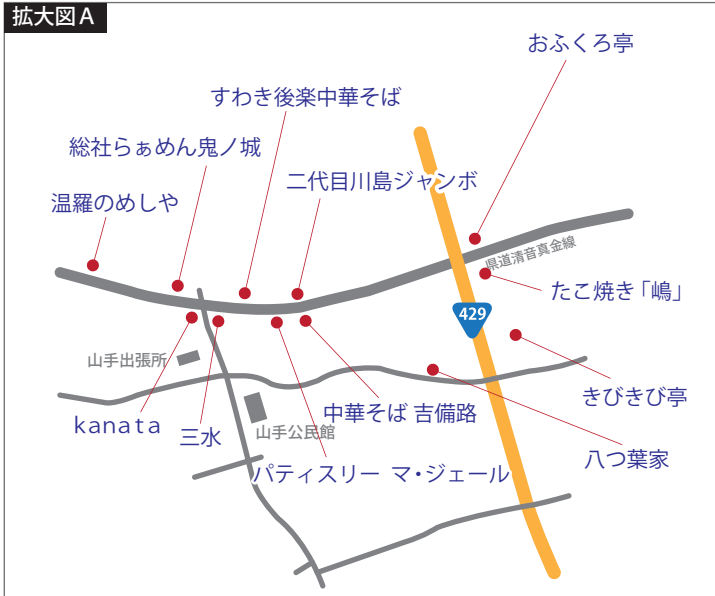 拡大図A
おふくろ亭
すわき後楽中華そば
総社らぁめん鬼ノ城
二代目川島ジャンボ
温羅のめしや
県道清音真金線
たこ焼き「嶋」
429
山手出張所
きびきび亭
kanata
三水
山手公民館
中華そば 吉備路
八つ葉家
パティスリー マ・ジェール